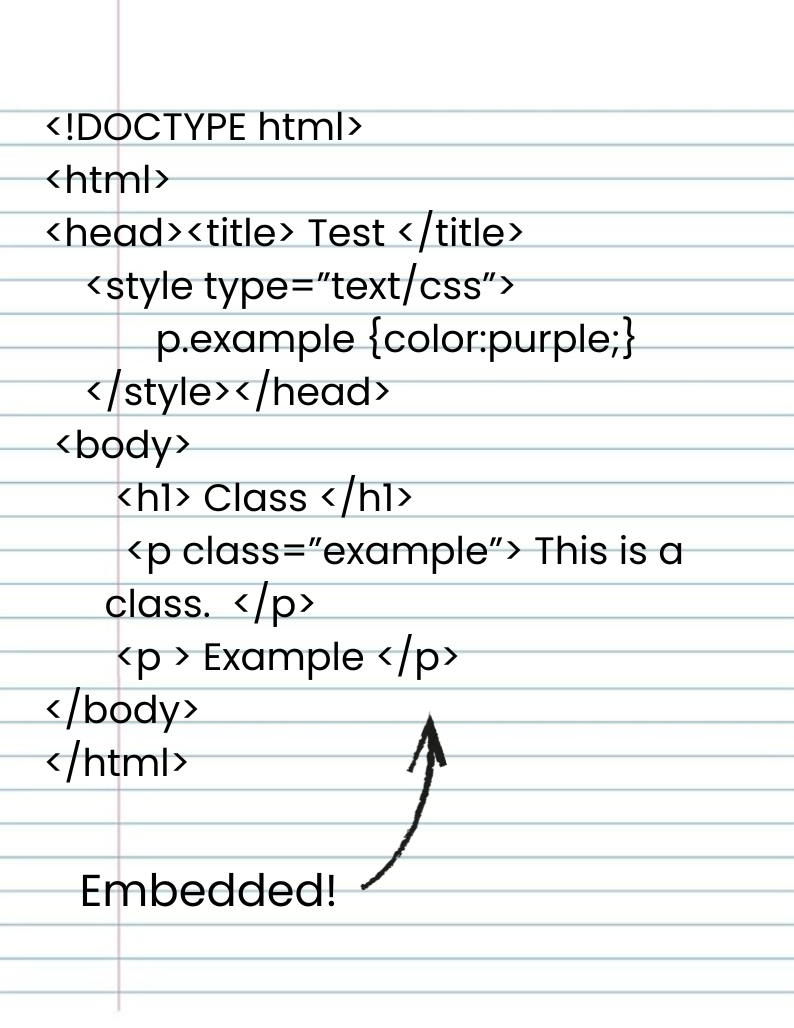 <!DOCTYPE html>
<html>
<head><title> Test </title>
<style type=”text/css”>
p.example {color:purple;}
</style></head>
<body>
<h1> Class </h1>
<p class=”example”> This is a
class.  </p>
<p > Example </p>
</body>
</html>
Embedded!